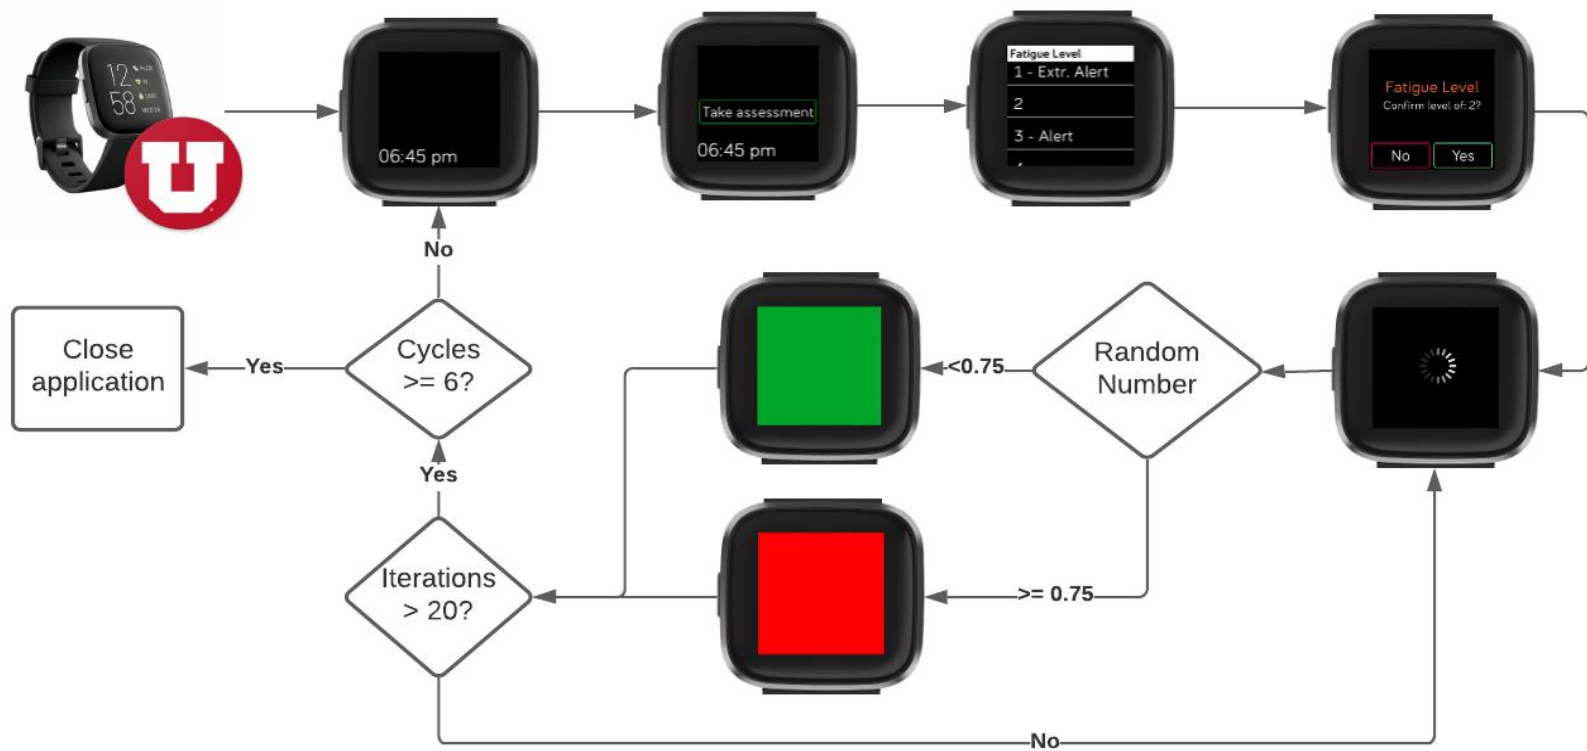 12
58
U
06:45 pm
Take assessment
06:45 pm
Fatigue Level
1 - Extr. Alert
2
3 - Alert
Fatigue Level
Confirm level of: 2?
No
Yes
No
Close
application
Yes
Cycles
>= 6?
<0.75
Random
Number
Yes
Iterations
> 20?
>= 0.75
No